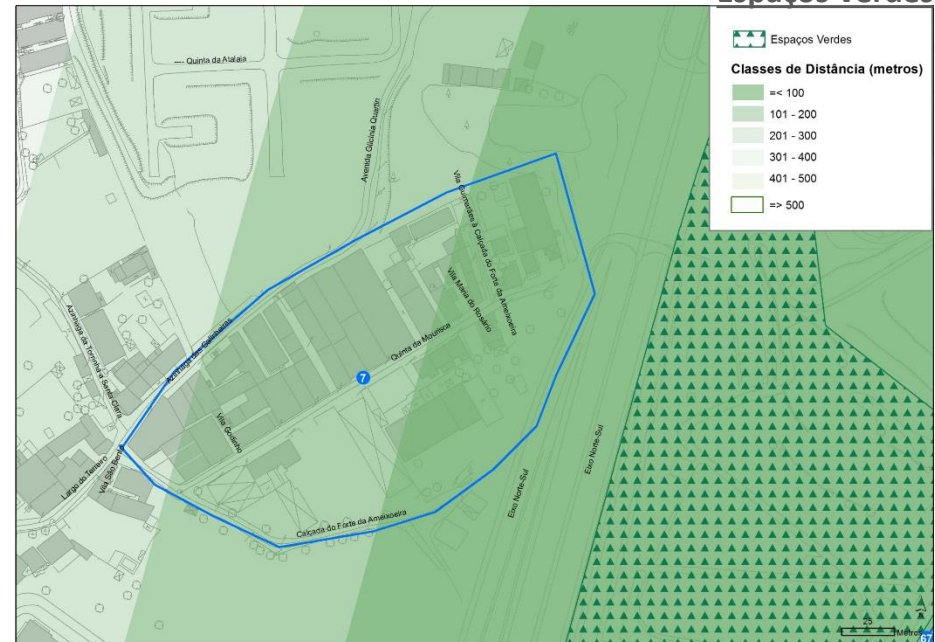 Espaços Verdes
Espaços Verdes
Classes de Distância (metros)
=< 100
101 - 200
201 - 300
301 - 400
401 - 500
=> 500
Quinta da Atalaia
Avenida Glicínia Quartin
Vila Guimarães à Calçada do Forte da Ameixoeira
Vila Maria do Rosário
Azinhaga da Torrinha a Santa Clara
Azinhaga das Galinheiras
Quinta da Mourisca
7
Vila Godinho
Largo do Terreiro
Vila São Bento
Eixo Norte-Sul
Eixo Norte-Sul
Calçada do Forte da Ameixoeira
25
Metros
67